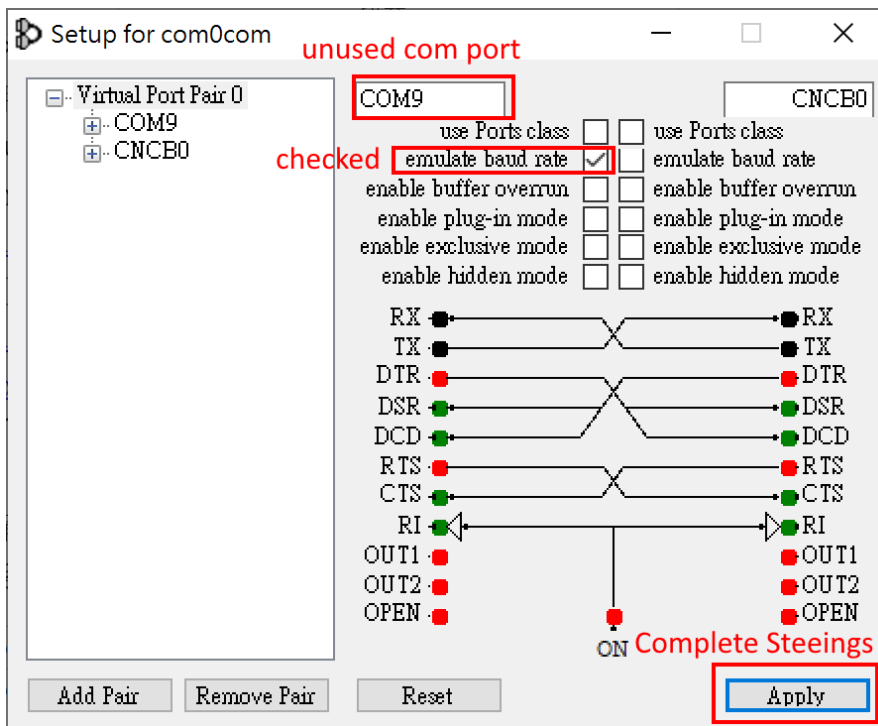 Setup for com0com
unused com port
Virtual Port Pair 0
COM9
CNCB0
COM9
CNCB0
use Ports class
use Ports class
checked
emulate baud rate
emulate baud rate
enable buffer overrun
enable buffer overrun
enable plug-in mode
enable plug-in mode
enable exclusive mode
enable exclusive mode
enable hidden mode
enable hidden mode
RX
RX
TX
TX
DTR
DTR
DSR
DSR
DCD
DCD
RTS
RTS
CTS
CTS
RI
RI
OUT1
OUT1
OUT2
OUT2
OPEN
OPEN
ON
Complete Steeings
Add Pair
Remove Pair
Reset
Apply